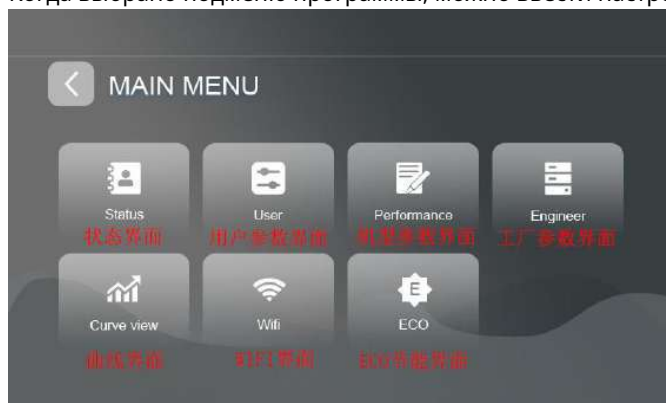 Когда выбрано подменю программы, можно ввести
MAIN MENU
Status
User
Performance
Engineer
状态界面
用户参数界面
机型参数界面
工厂参数界面
Curve view
Wifi
E
ECO
曲线界面
WIFI界面
ECO节能界面